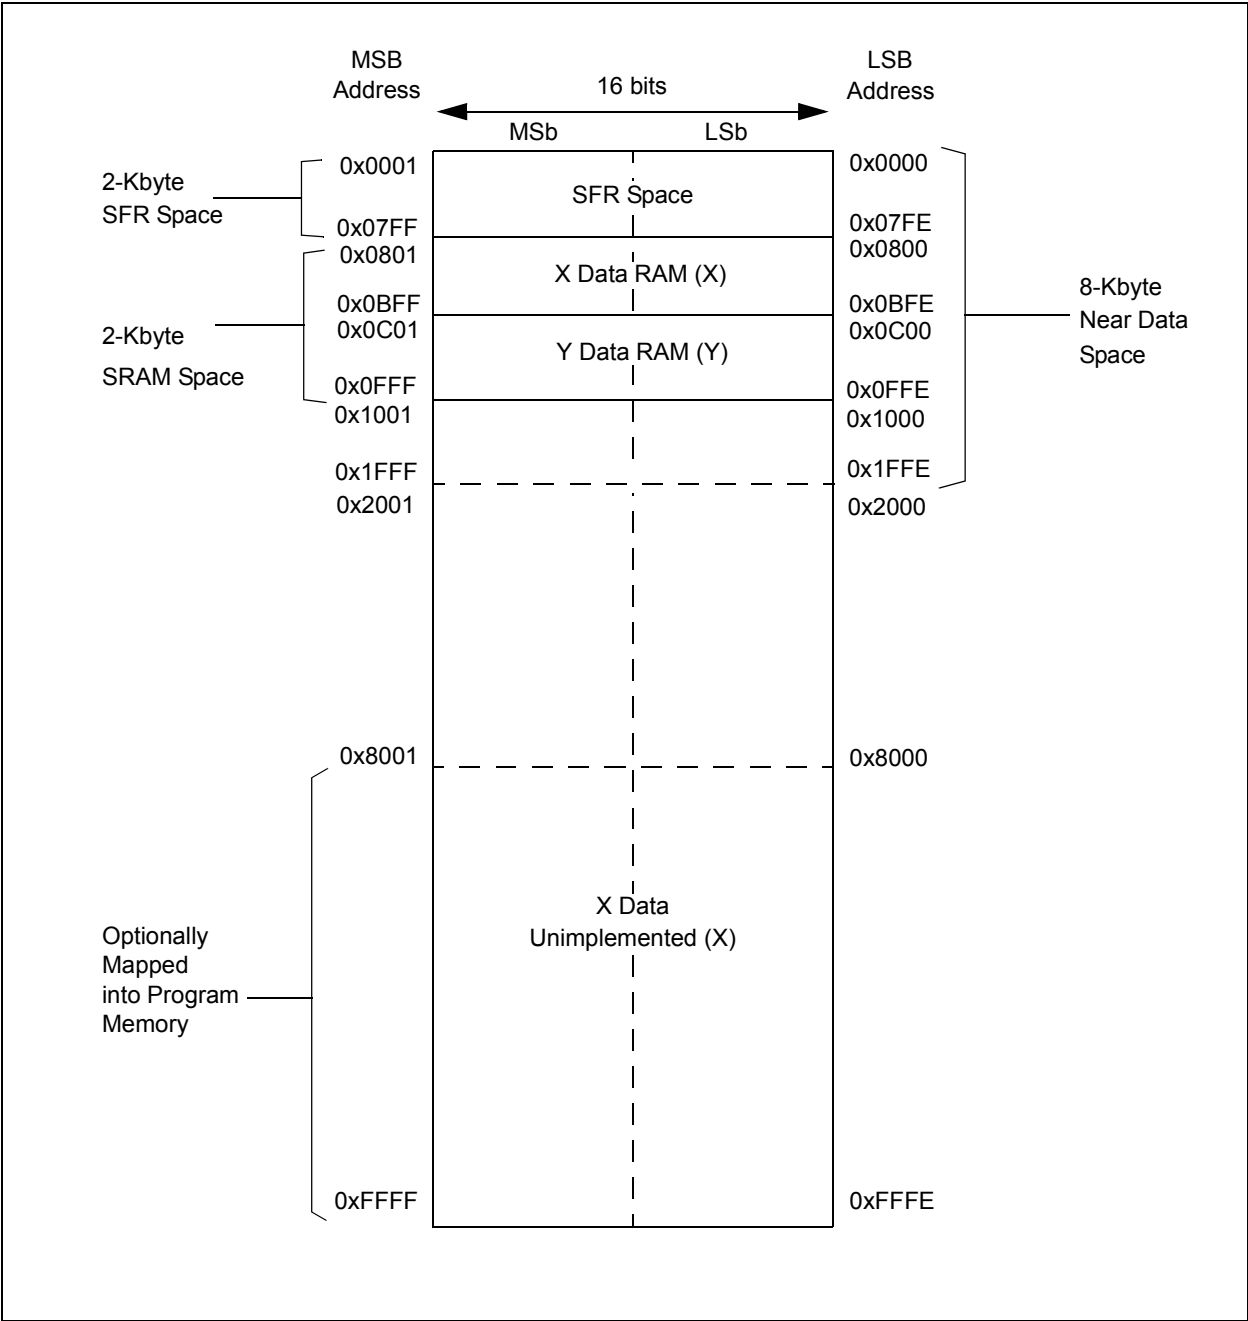 MSB
Address
LSB
Address
16 bits
MSb
LSb
0x0001
0x0000
2-Kbyte
SFR Space
SFR Space
0x07FF
0x07FE
0x0801
0x0800
X Data RAM (X)
0x0BFF
0x0BFE
0x0C01
0x0C00
2-Kbyte
SRAM Space
Y Data RAM (Y)
8-Kbyte
Near Data
Space
0x0FFF
0x0FFE
0x1001
0x1000
0x1FFF
0x1FFE
0x2001
0x2000
0x8001
0x8000
X Data
Unimplemented (X)
Optionally
Mapped
into Program
Memory
0xFFFF
0xFFFE